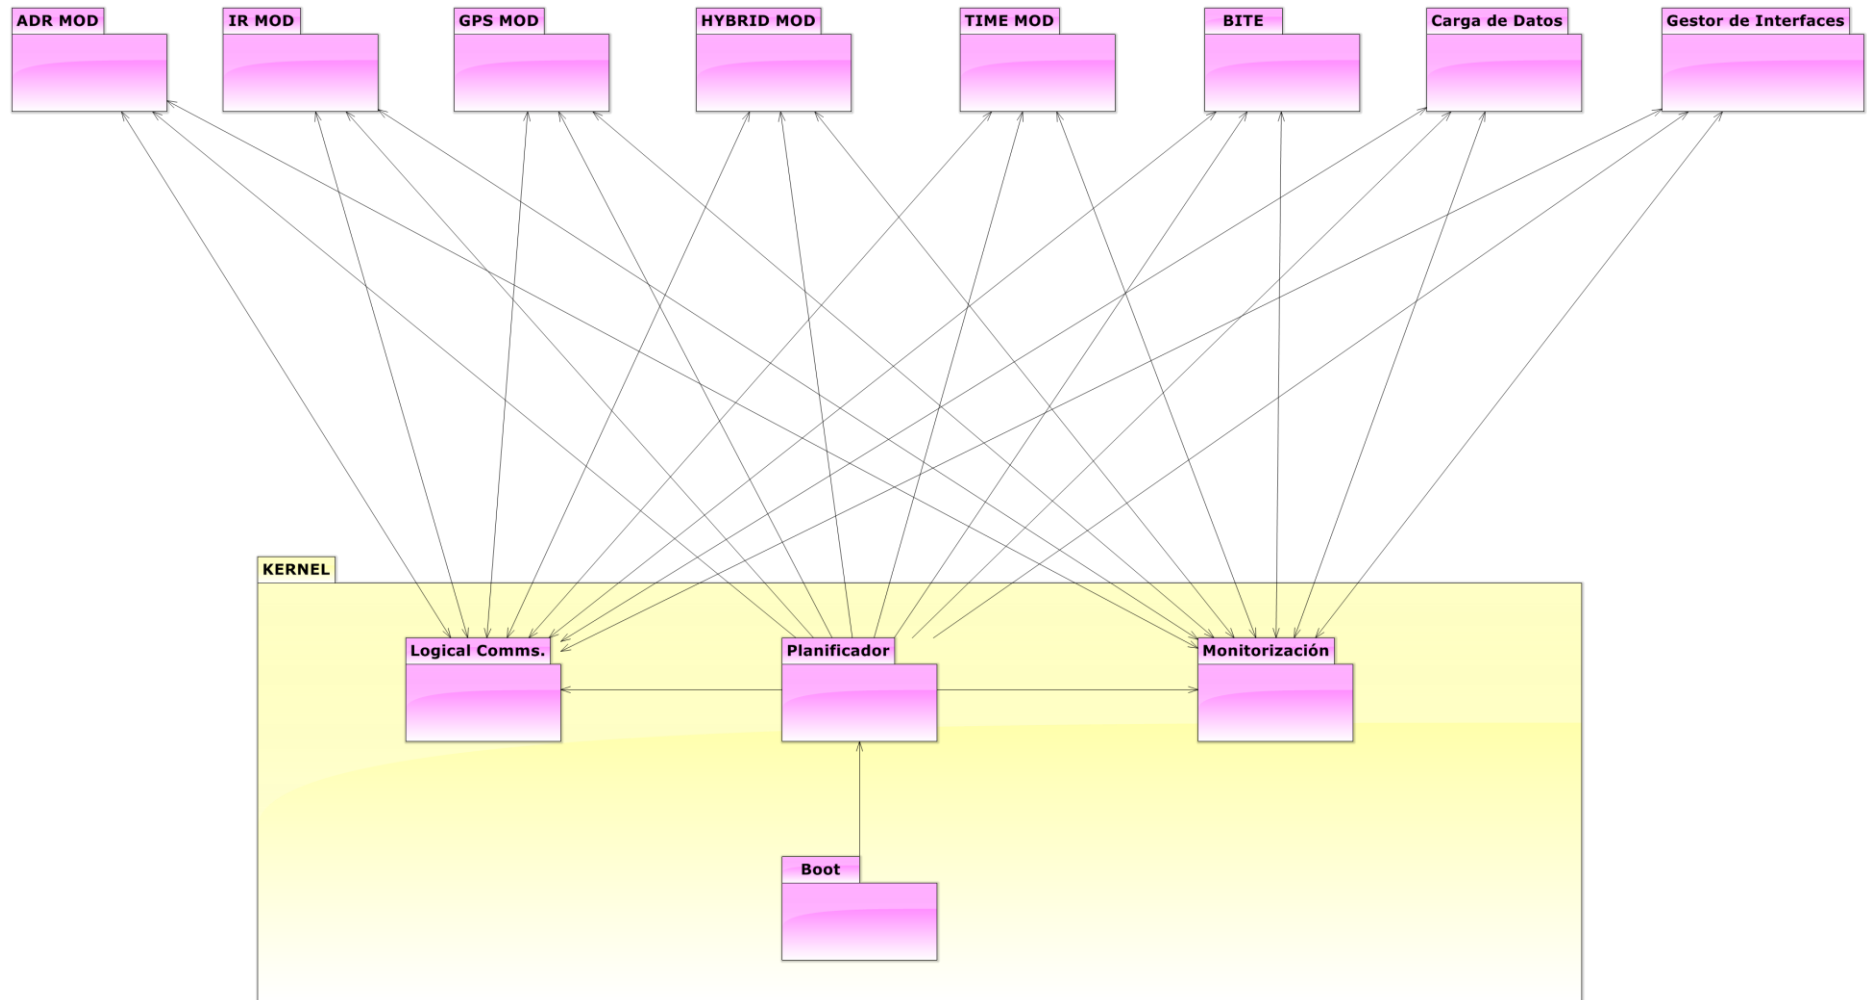 ADR MOD
IR MOD
GPS MOD
HYBRID MOD
TIME MOD
BITE
Carga de Datos
Gestor de Interfaces
KERNEL
Logical Comms.
Planificador
Monitorización
Boot